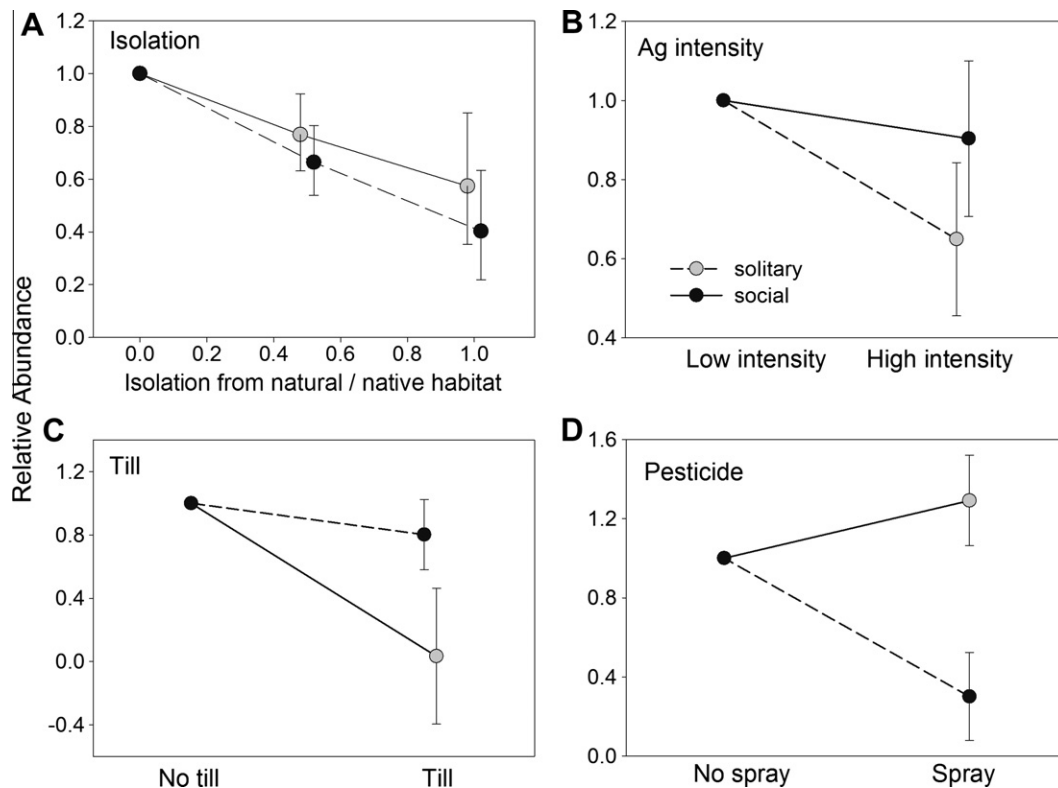 A
Isolation
1.2
1.0
0.8
0.6
0.4
0.2
0.0
0.0 0.2 0.4 0.6 0.8 1.0
Isolation from natural / native habitat
B
Ag intensity
1.2
1.0
0.8
0.6
0.4
solitary
social
Low intensity High intensity
Relative Abundance
C
Till
1.2
0.8
0.4
0.0
-0.4
No till Till
D
Pesticide
1.6
1.2
0.8
0.4
0.0
No spray Spray